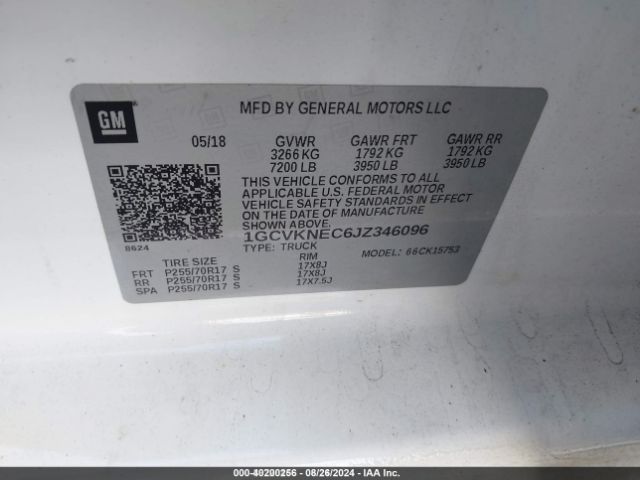 GM
MFD BY GENERAL MOTORS LLC
05/18 GVWR GAWR FRT GAWR RR
3266 KG 1792 KG 1792 KG
7200 LB 3950 LB 3950 LB
THIS VEHICLE CONFORMS TO ALL
APPLICABLE U.S. FEDERAL MOTOR
VEHICLE SAFETY STANDARDS IN EFFECT
ON THE DATE OF MANUFACTURE
SHOWN ABOVE.
1GCVKNEC6JZ346096
8624 TYPE: TRUCK MODEL: 66CK15753
TIRE SIZE RIM
FRT P255/70R17 S 17X8J
RR P255/70R17 S 17X8J
SPA P255/70R17 S 17X7.5J
000-40200256 - 08/26/2024 - IAA Inc.